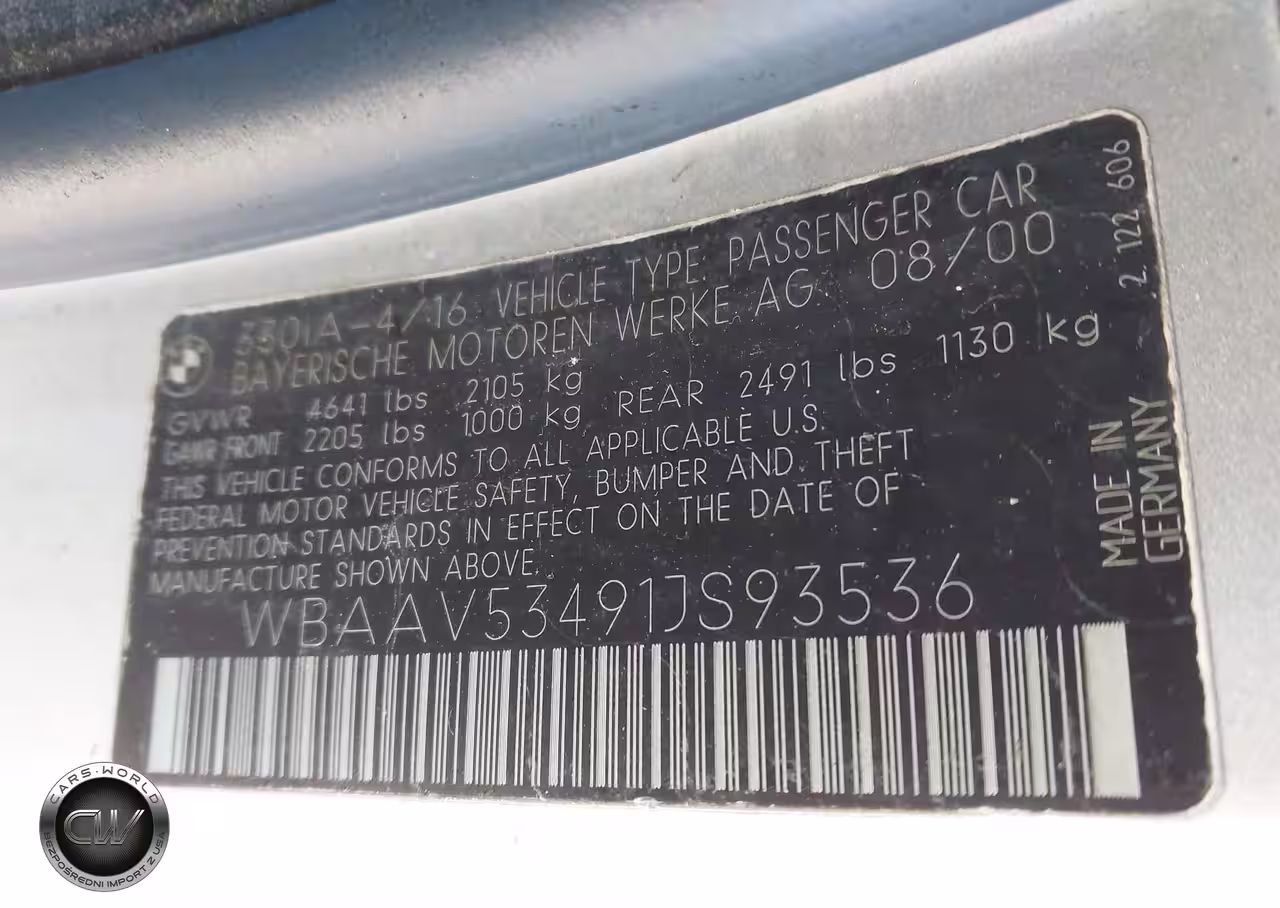 330IA-4/16 VEHICLE TYPE PASSENGER CAR
BAYERISCHE MOTOREN WERKE AG 08/00
GVWR 4641 lbs 2105 kg
GAWR FRONT 2205 lbs 1000 kg REAR 2491 lbs 1130 kg
THIS VEHICLE CONFORMS TO ALL APPLICABLE U.S.
FEDERAL MOTOR VEHICLE SAFETY, BUMPER AND THEFT
PREVENTION STANDARDS IN EFFECT ON THE DATE OF
MANUFACTURE SHOWN ABOVE.
WBAAV53491JS93536
2 122 606
MADE IN
GERMANY
CARS·WORLD
CW
BEZPOŚREDNI IMPORT Z USA